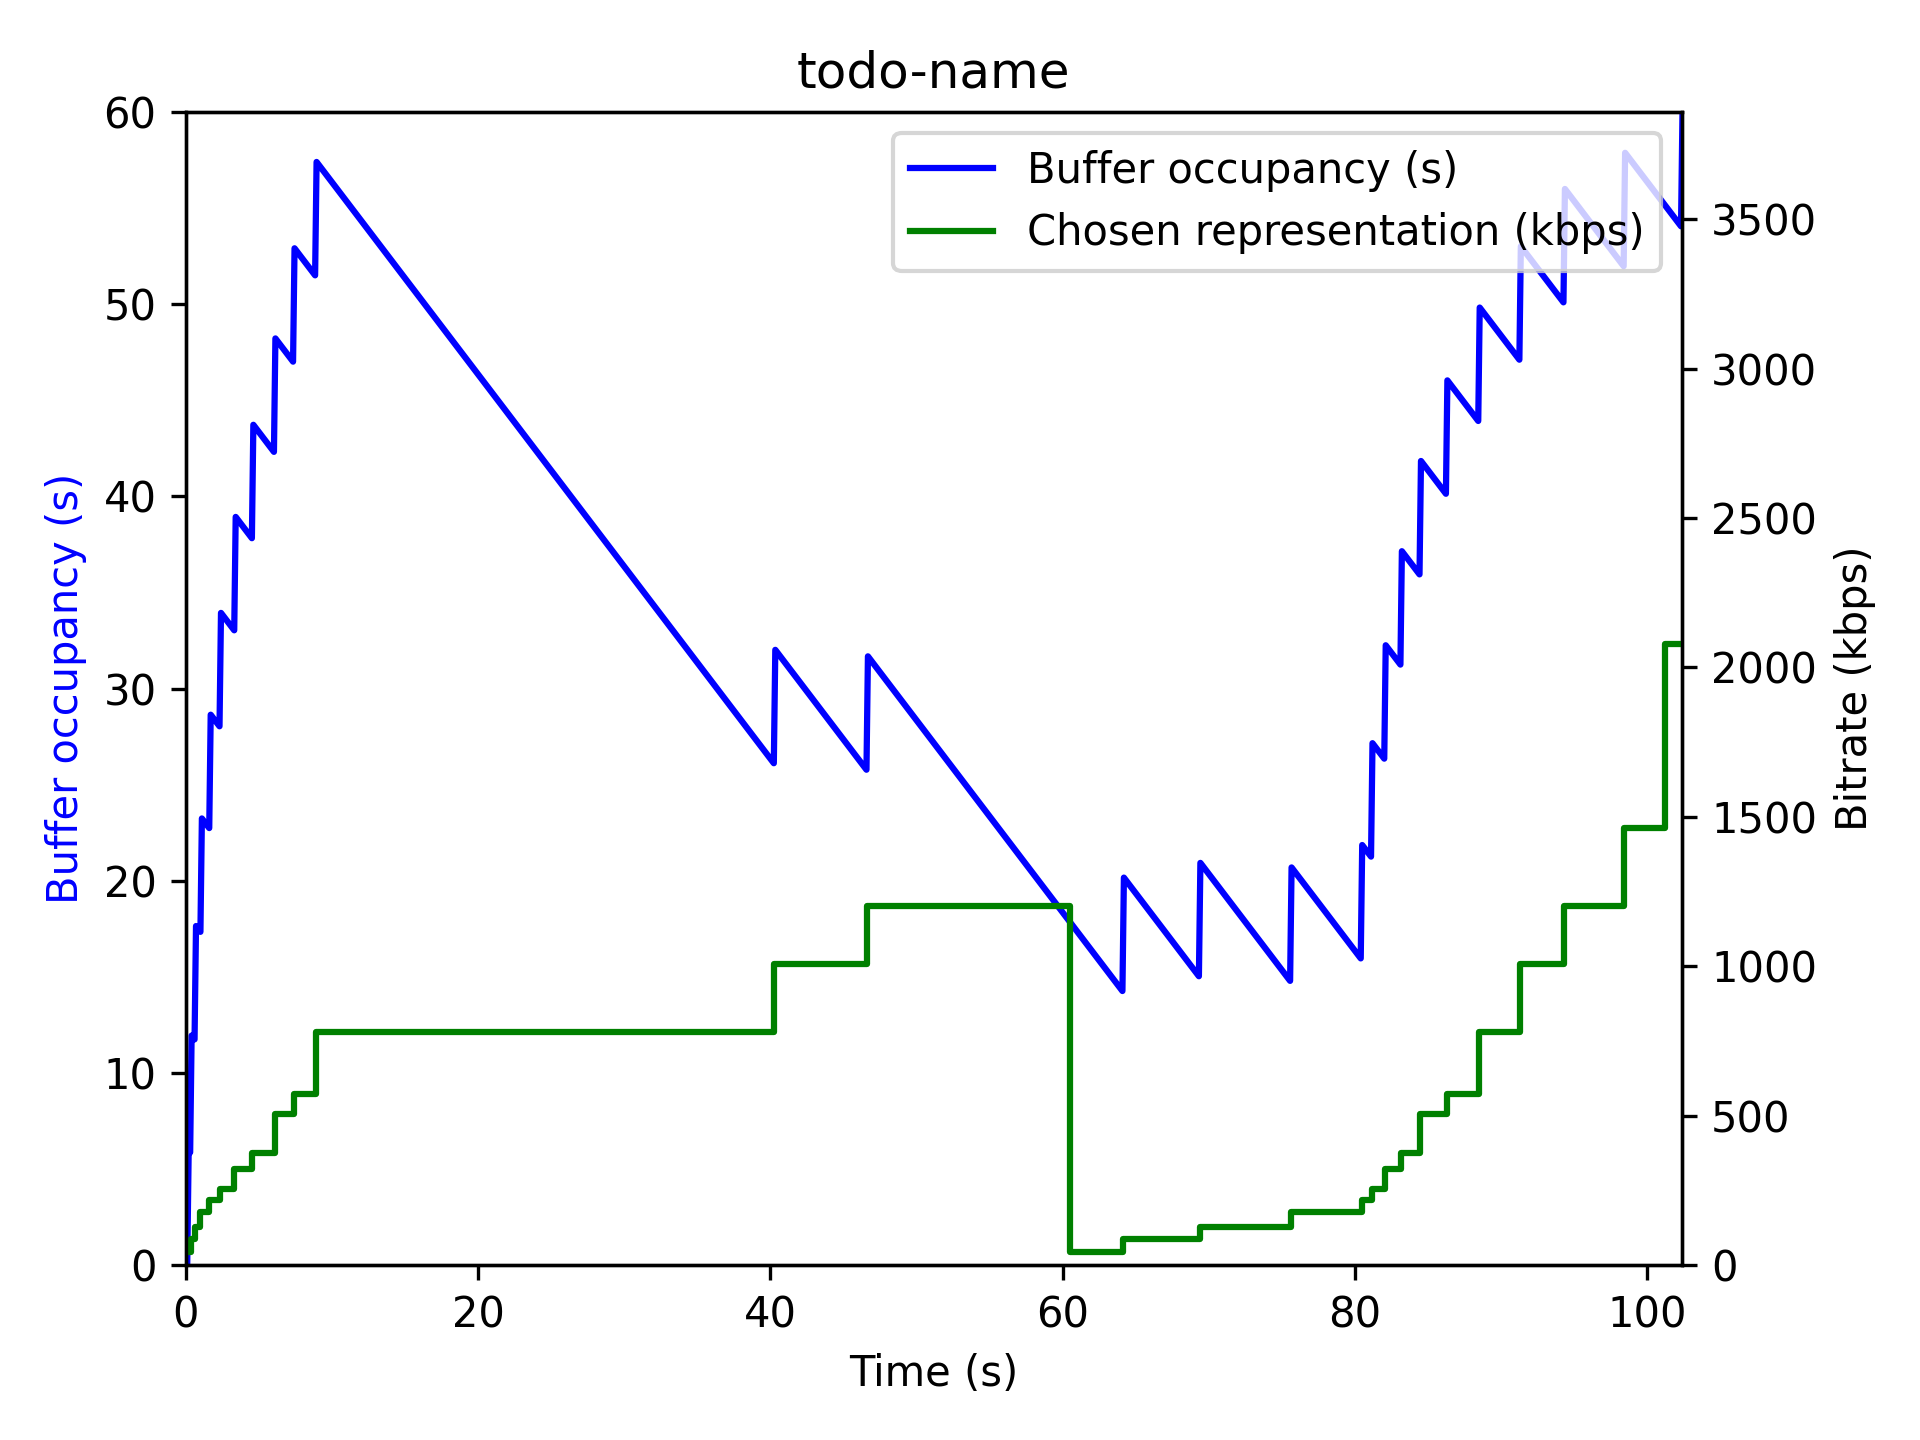 todo-name
Buffer occupancy (s)
Chosen representation (kbps)
60
50
40
30
20
10
0
Buffer occupancy (s)
3500
3000
2500
2000
1500
1000
500
0
Bitrate (kbps)
0 20 40 60 80 100
Time (s)